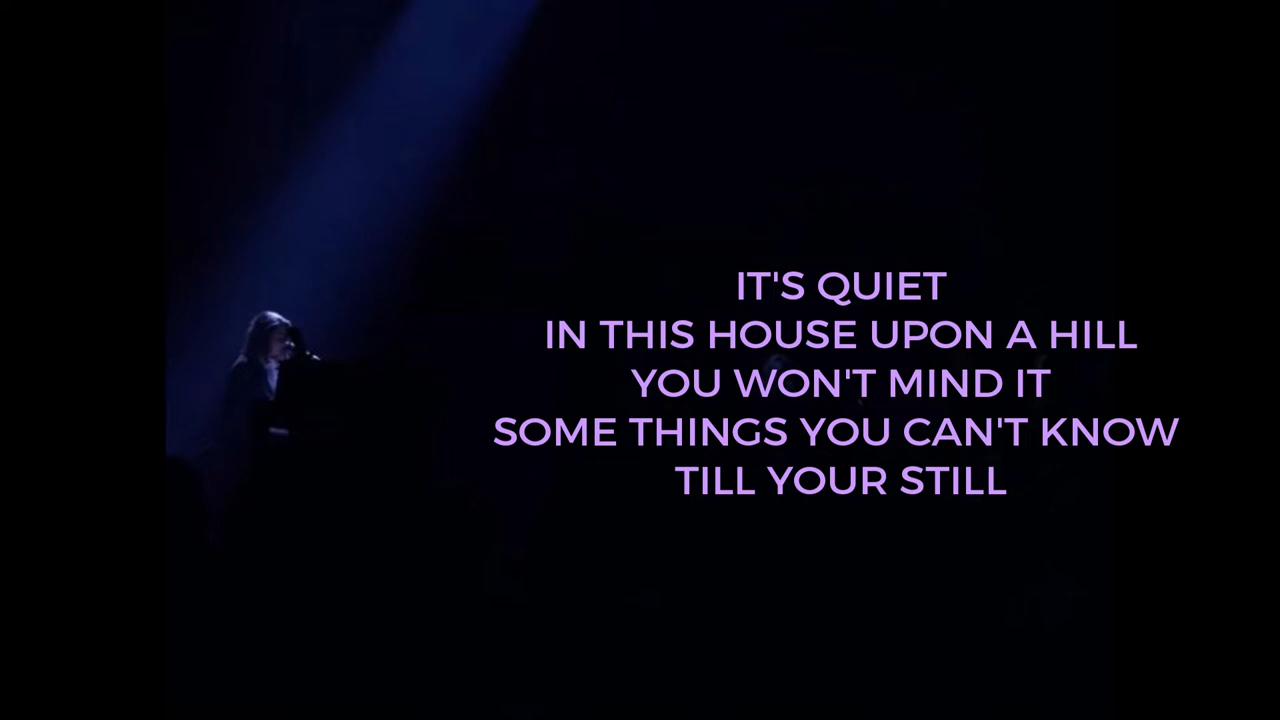 IT'S QUIET
IN THIS HOUSE UPON A HILL
YOU WON'T MIND IT
SOME THINGS YOU CAN'T KNOW
TILL YOUR STILL